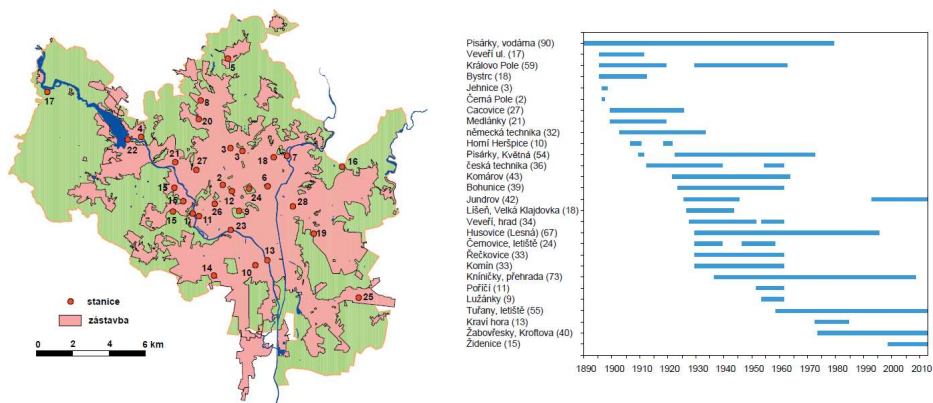 5
17
8
20
4
22
3
3
18
7
16
21
27
15
2
12
24
6
16
26
28
15
1
11
9
23
19
13
10
14
25
stanice
zástavba
0 2 4 6 km
Pisárky, vodárna (90)
Veveří ul. (17)
Královo Pole (59)
Bystrc (18)
Jehnice (3)
Černá Pole (2)
Cacovice (27)
Medlánky (21)
německá technika (32)
Horní Heršpice (10)
Pisárky, Květná (54)
česká technika (36)
Komárov (43)
Bohunice (39)
Jundrov (42)
Líšeň, Velká Klajdovka (18)
Veveří, hrad (34)
Husovice (Lesná) (67)
Černovice, letiště (24)
Řečkovice (33)
Komín (33)
Kníničky, přehrada (73)
Poříčí (11)
Lužánky (9)
Tuřany, letiště (55)
Kraví hora (13)
Žabovřesky, Kroftova (40)
Židenice (15)
1890 1900 1910 1920 1930 1940 1950 1960 1970 1980 1990 2000 2010